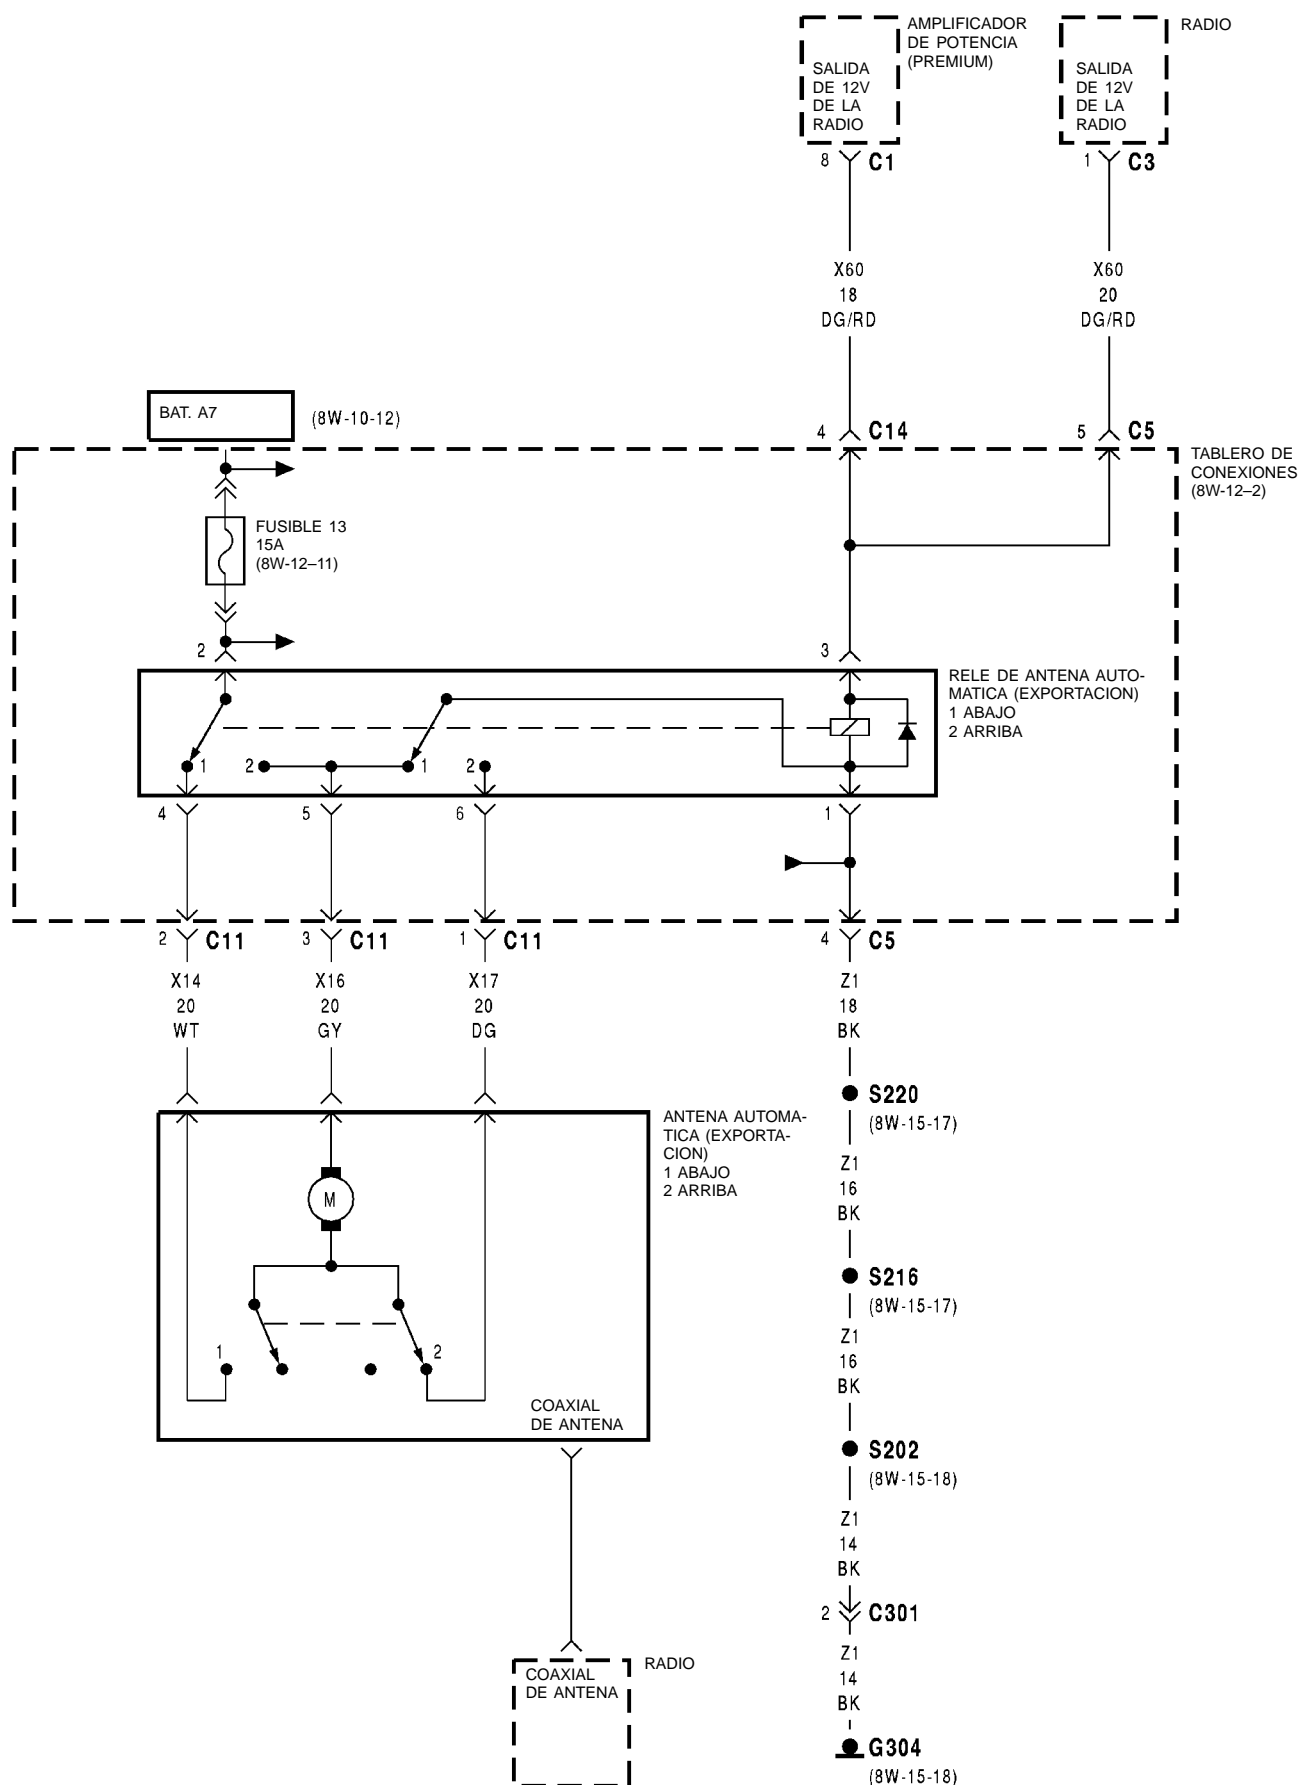 AMPLIFICADOR
DE POTENCIA
(PREMIUM)
RADIO
SALIDA
DE 12V
DE LA
RADIO
SALIDA
DE 12V
DE LA
RADIO
8 C1
1 C3
X60
18
DG/RD
X60
20
DG/RD
BAT. A7
(8W-10-12)
4 C14
5 C5
TABLERO DE
CONEXIONES
(8W-12–2)
FUSIBLE 13
15A
(8W-12–11)
2
3
RELE DE ANTENA AUTO-
MATICA (EXPORTACION)
1 ABAJO
2 ARRIBA
1 2 1 2
4 5 6 1
2 C11
3 C11
1 C11
4 C5
X14
20
WT
X16
20
GY
X17
20
DG
Z1
18
BK
S220
(8W-15-17)
ANTENA AUTOMA-
TICA (EXPORTA-
CION)
1 ABAJO
2 ARRIBA
M
Z1
16
BK
S216
(8W-15-17)
1 2
Z1
16
BK
COAXIAL
DE ANTENA
S202
(8W-15-18)
Z1
14
BK
2 C301
Z1
14
BK
RADIO
COAXIAL
DE ANTENA
G304
(8W-15-18)